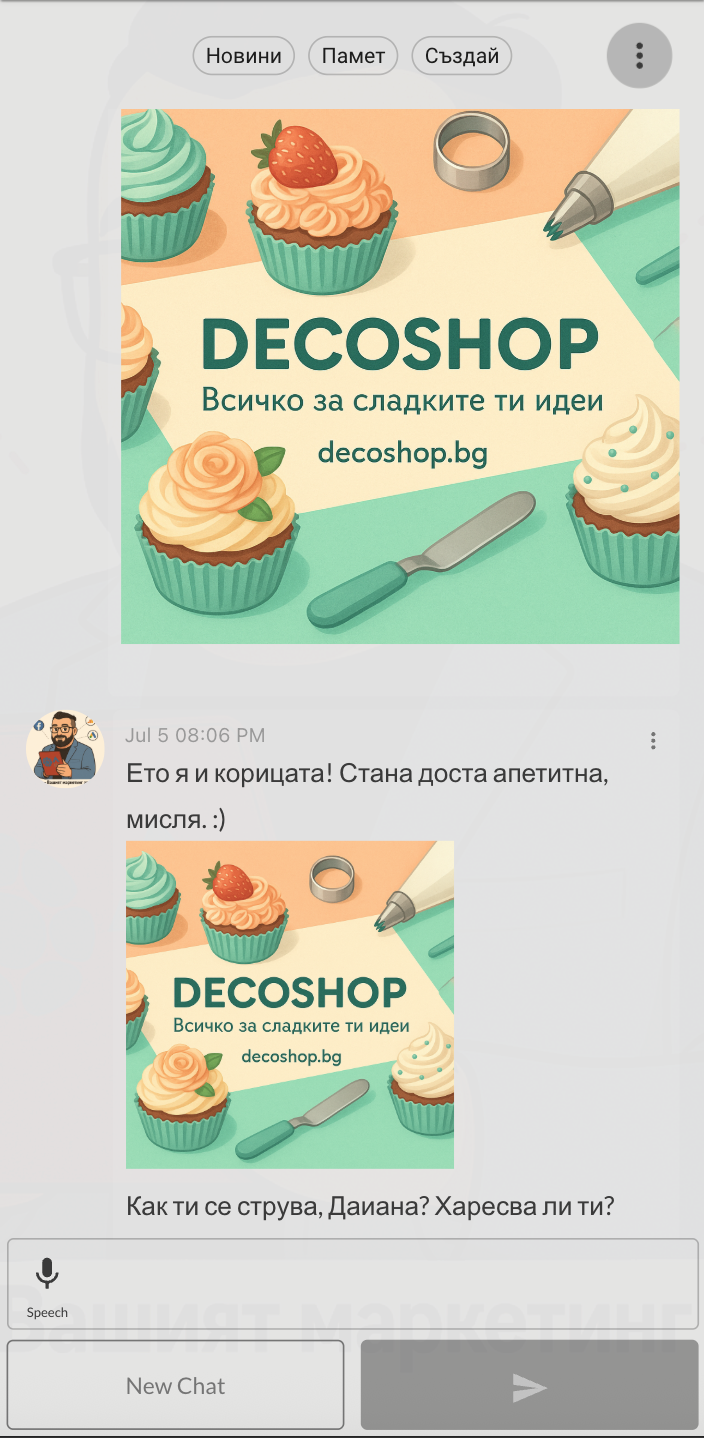 Новини Памет Създай
DECOSHOP
Всичко за сладките ти идеи
decoshop.bg
Jul 5 08:06 PM
Ето я и корицата! Стана доста апетитна,
мисля. :)
DECOSHOP
Всичко за сладките ти идеи
decoshop.bg
Как ти се струва, Даиана? Харесва ли ти?
Speech
Вашият маркетинг
New Chat